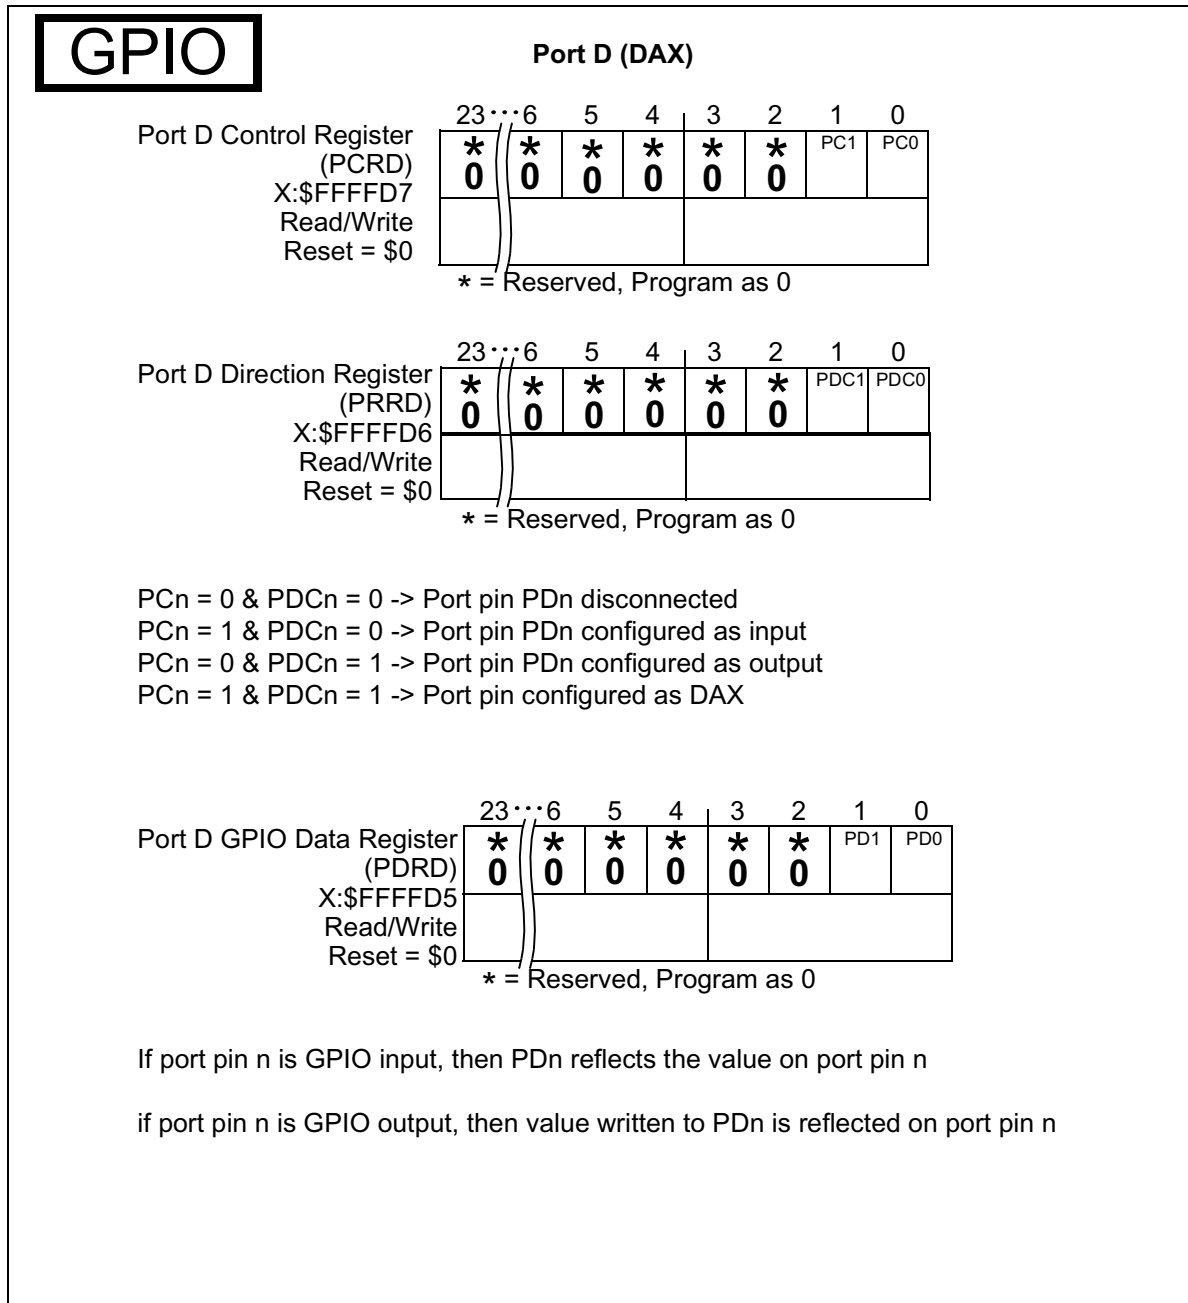 GPIO
Port D (DAX)
23 ··· 6 5 4 3 2 1 0
Port D Control Register
(PCRD)
X:$FFFFD7
Read/Write
Reset = $0
* * * * * * PC1 PC0
0 0 0 0 0 0
* = Reserved, Program as 0
23 ··· 6 5 4 3 2 1 0
Port D Direction Register
(PRRD)
X:$FFFFD6
Read/Write
Reset = $0
* * * * * * PDC1 PDC0
0 0 0 0 0 0
* = Reserved, Program as 0
PCn = 0 & PDCn = 0 -> Port pin PDn disconnected
PCn = 1 & PDCn = 0 -> Port pin PDn configured as input
PCn = 0 & PDCn = 1 -> Port pin PDn configured as output
PCn = 1 & PDCn = 1 -> Port pin configured as DAX
23 ··· 6 5 4 3 2 1 0
Port D GPIO Data Register
(PDRD)
X:$FFFFD5
Read/Write
Reset = $0
* * * * * * PD1 PD0
0 0 0 0 0 0
* = Reserved, Program as 0
If port pin n is GPIO input, then PDn reflects the value on port pin n
if port pin n is GPIO output, then value written to PDn is reflected on port pin n